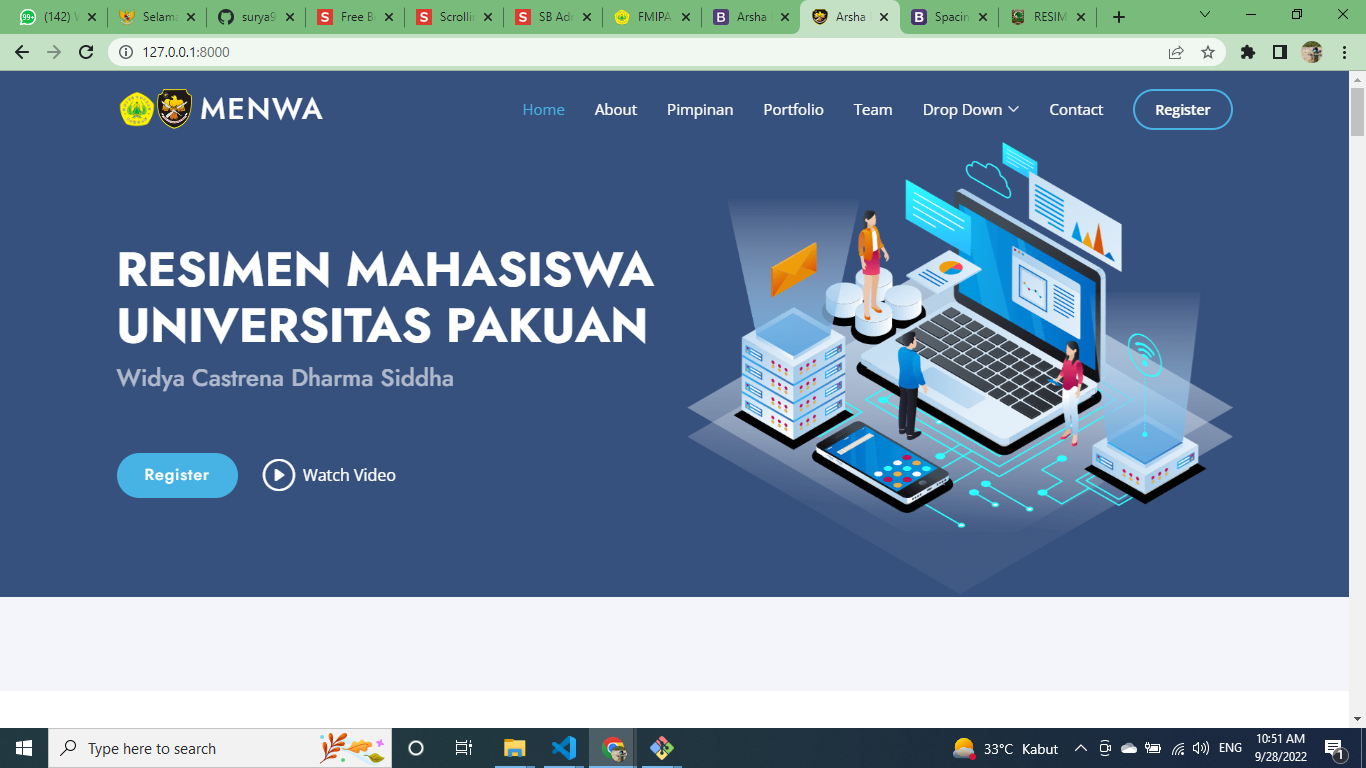 (142) W
Selama
surya9
Free B
Scrollin
SB Adm
FMIPA
Arsha
Arsha
Spacin
RESIM
127.0.0.1:8000
MENWA
Home
About
Pimpinan
Portfolio
Team
Drop Down
Contact
Register
RESIMEN MAHASISWA
UNIVERSITAS PAKUAN
Widya Castrena Dharma Siddha
Register
Watch Video
Type here to search
33°C Kabut
ENG
10:51 AM
9/28/2022
1